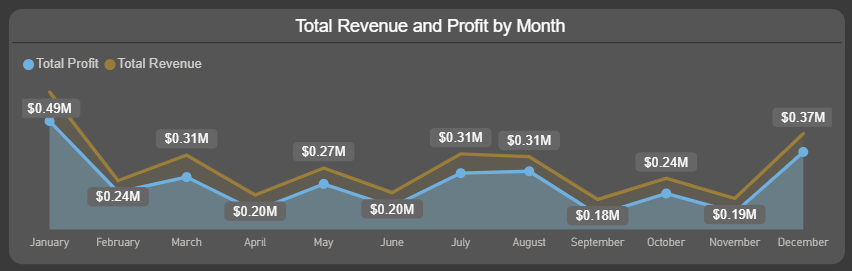 Total Revenue and Profit by Month
Total Profit Total Revenue
$0.49M
$0.24M
$0.31M
$0.20M
$0.27M
$0.20M
$0.31M
$0.31M
$0.18M
$0.24M
$0.19M
$0.37M
January February March April May June July August September October November December